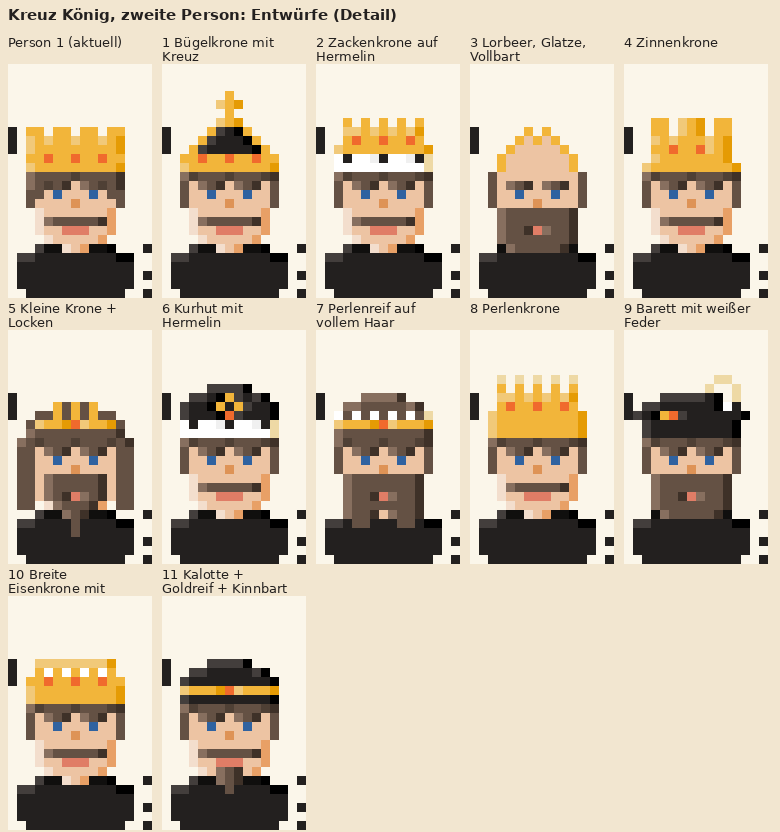 Kreuz König, zweite Person: Entwürfe (Detail)
Person 1 (aktuell)
1 Bügelkrone mit
Kreuz
2 Zackenkrone auf
Hermelin
3 Lorbeer, Glatze,
Vollbart
4 Zinnenkrone
5 Kleine Krone +
Locken
6 Kurhut mit
Hermelin
7 Perlenreif auf
vollem Haar
8 Perlenkrone
9 Barett mit weißer
Feder
10 Breite
Eisenkrone mit
11 Kalotte +
Goldreif + Kinnbart